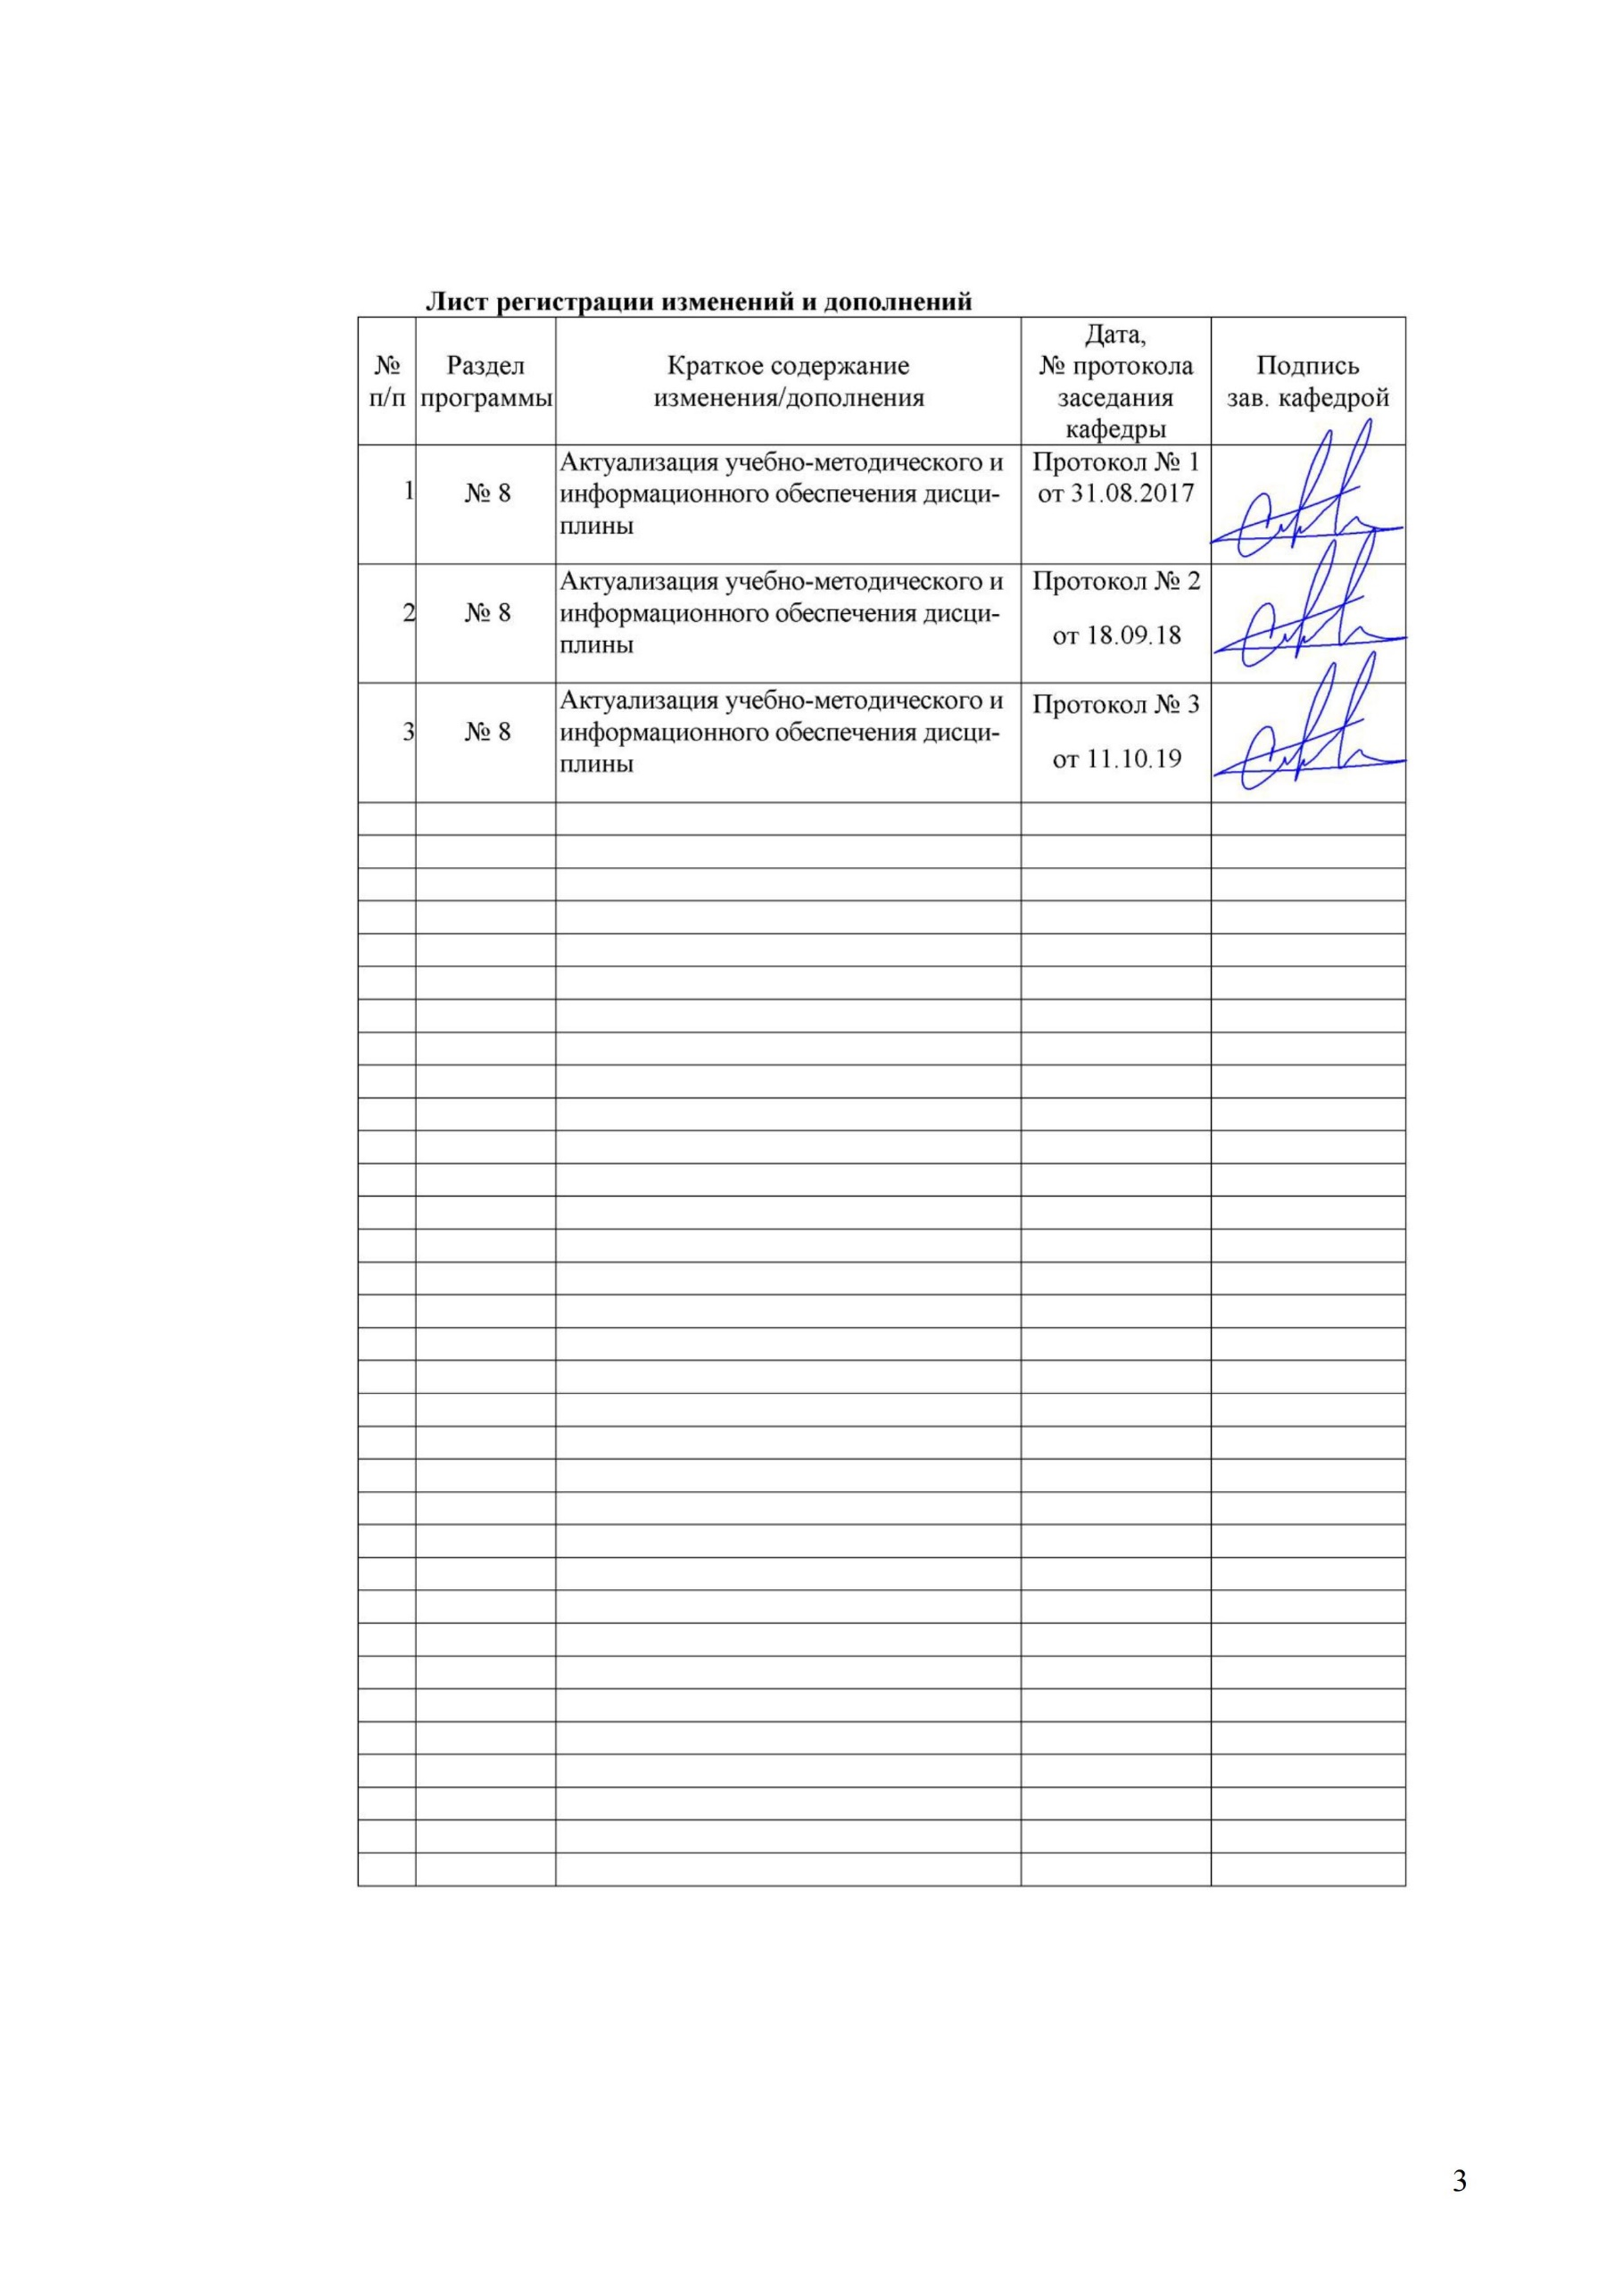 Лист регистрации изменений и дополнений
№
п/п
Раздел
программы
Краткое содержание
изменения/дополнения
Дата,
№ протокола
заседания
кафедры
Подпись
зав. кафедрой
1
№ 8
Актуализация учебно-методического и
информационного обеспечения дисци-
плины
Протокол № 1
от 31.08.2017
2
№ 8
Актуализация учебно-методического и
информационного обеспечения дисци-
плины
Протокол № 2
от 18.09.18
3
№ 8
Актуализация учебно-методического и
информационного обеспечения дисци-
плины
Протокол № 3
от 11.10.19
3